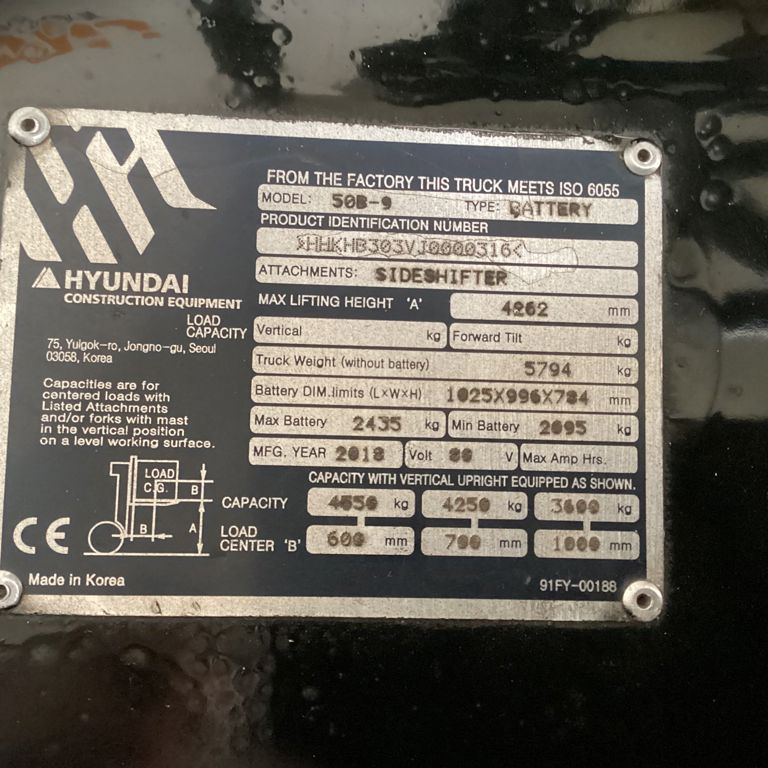 FROM THE FACTORY THIS TRUCK MEETS ISO 6055
MODEL: 50B-9 TYPE: BATTERY
PRODUCT IDENTIFICATION NUMBER
HHKHB303VJ0000316
HYUNDAI
CONSTRUCTION EQUIPMENT
ATTACHMENTS: SIDESHIFTER
MAX LIFTING HEIGHT 'A' 4262 mm
LOAD CAPACITY Vertical kg Forward Tilt kg
75, Yulgok-ro, Jongno-gu, Seoul
03058, Korea
Truck Weight (without battery) 5794 kg
Battery DIM.limits (L×W×H) 1025X996X784 mm
Capacities are for
centered loads with
Listed Attachments
and/or forks with mast
in the vertical position
on a level working surface.
Max Battery 2435 kg Min Battery 2095 kg
MFG. YEAR 2018 Volt 80 V Max Amp Hrs.
CAPACITY WITH VERTICAL UPRIGHT EQUIPPED AS SHOWN.
LOAD
C.G.
B
B
A
CAPACITY 4550 kg 4250 kg 3600 kg
LOAD CENTER 'B' 600 mm 700 mm 1000 mm
CE
Made in Korea
91FY-00188